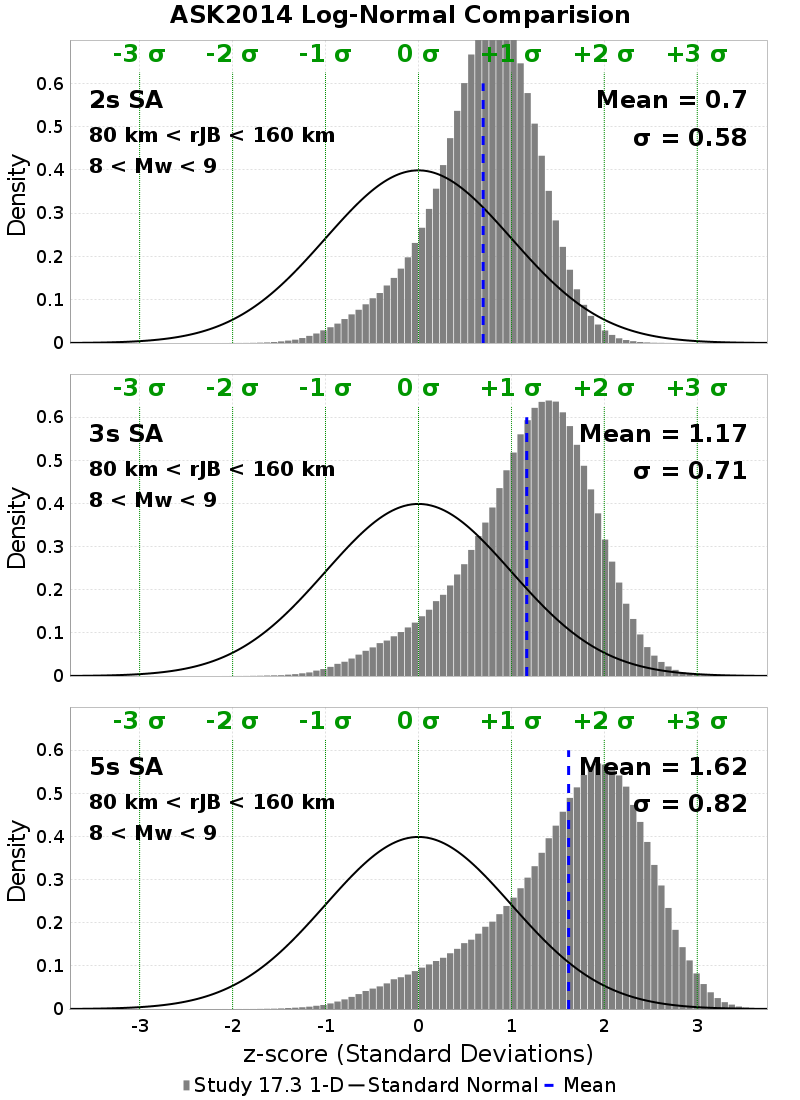 ASK2014 Log-Normal Comparision
-3 σ -2 σ -1 σ 0 σ +1 σ +2 σ +3 σ
2s SA
Mean = 0.7
80 km < rJB < 160 km
σ = 0.58
8 < Mw < 9
0.6
0.5
0.4
0.3
0.2
0.1
0
Density
-3 σ -2 σ -1 σ 0 σ +1 σ +2 σ +3 σ
3s SA
Mean = 1.17
80 km < rJB < 160 km
σ = 0.71
8 < Mw < 9
0.6
0.5
0.4
0.3
0.2
0.1
0
Density
-3 σ -2 σ -1 σ 0 σ +1 σ +2 σ +3 σ
5s SA
Mean = 1.62
80 km < rJB < 160 km
σ = 0.82
8 < Mw < 9
0.6
0.5
0.4
0.3
0.2
0.1
0
Density
-3 -2 -1 0 1 2 3
z-score (Standard Deviations)
Study 17.3 1-D Standard Normal Mean